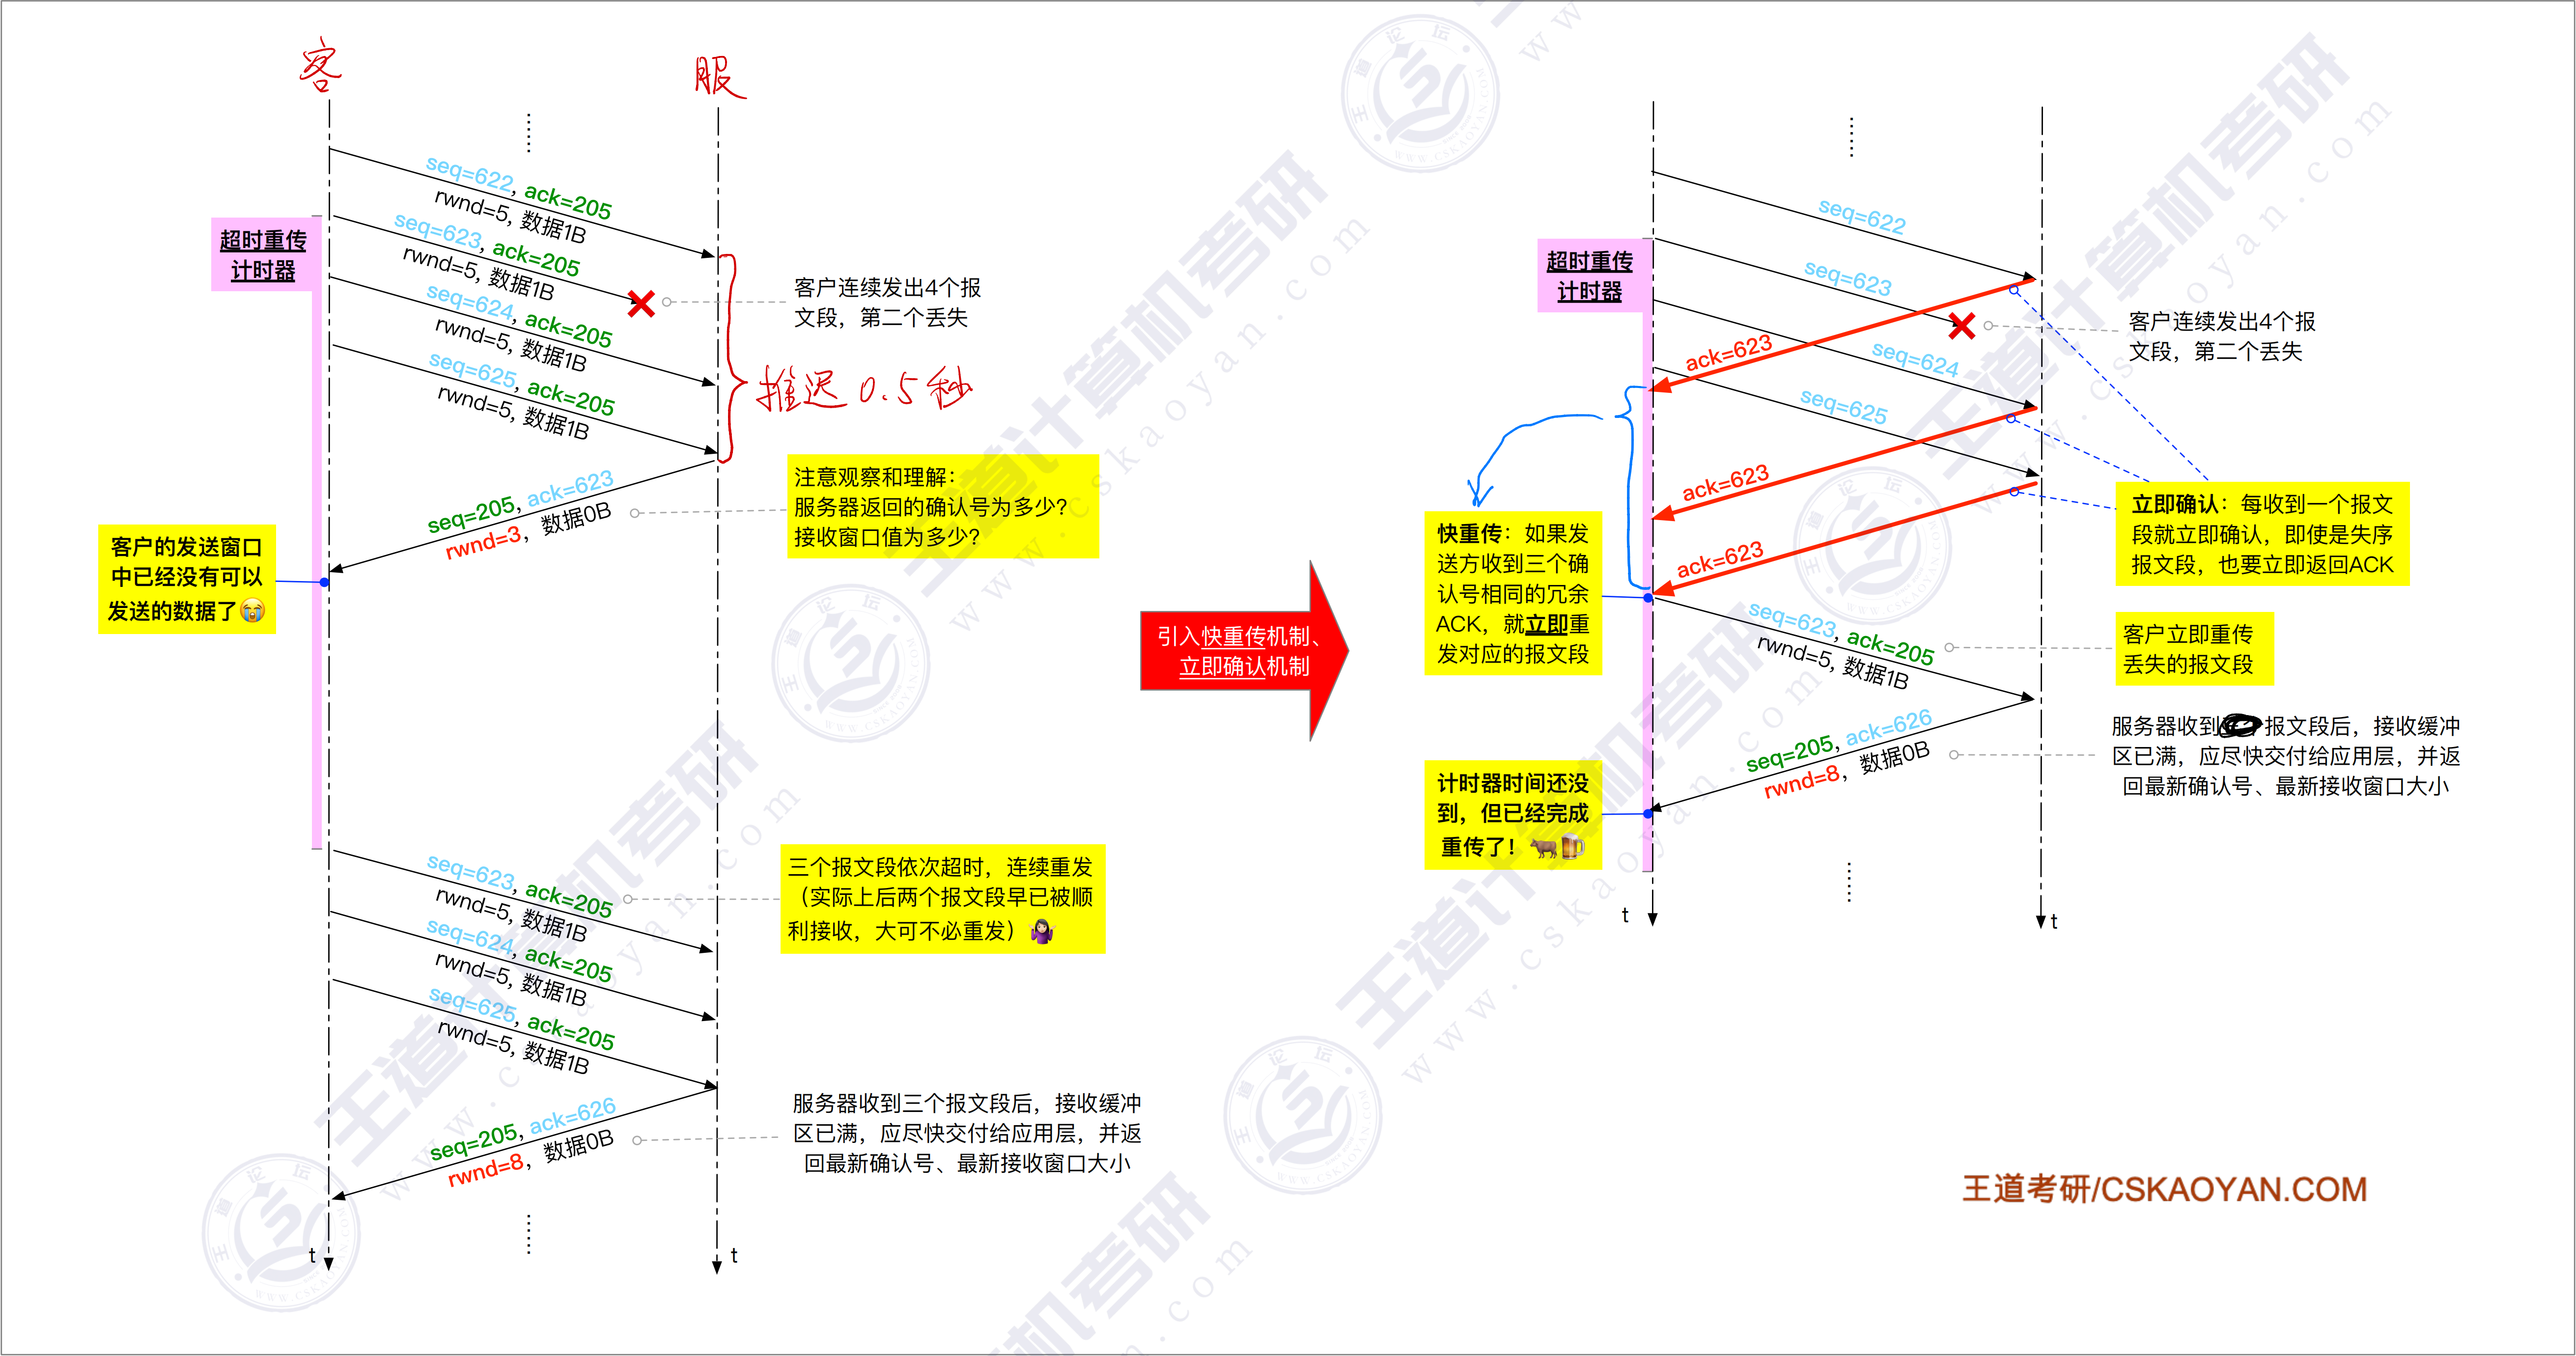 客
服
seq=622, ack=205
rwnd=5, 数据1B
超时重传
计时器
seq=623, ack=205
rwnd=5, 数据1B
seq=624, ack=205
rwnd=5, 数据1B
seq=625, ack=205
rwnd=5, 数据1B
客户连续发出4个报
文段，第二个丢失
推迟 0.5 秒
seq=205, ack=623
rwnd=3，数据0B
注意观察和理解：
服务器返回的确认号为多少？
接收窗口值为多少？
客户的发送窗口
中已经没有可以
发送的数据了😭
seq=623, ack=205
rwnd=5, 数据1B
seq=624, ack=205
rwnd=5, 数据1B
seq=625, ack=205
rwnd=5, 数据1B
三个报文段依次超时，连续重发
（实际上后两个报文段早已被顺
利接收，大可不必重发）🤷‍♀️
seq=205, ack=626
rwnd=8，数据0B
服务器收到三个报文段后，接收缓冲
区已满，应尽快交付给应用层，并返
回最新确认号、最新接收窗口大小
t
t
引入快重传机制、
立即确认机制
seq=622
超时重传
计时器
seq=623
seq=624
seq=625
客户连续发出4个报
文段，第二个丢失
ack=623
ack=623
ack=623
立即确认：每收到一个报文
段就立即确认，即使是失序
报文段，也要立即返回ACK
快重传：如果发
送方收到三个确
认号相同的冗余
ACK，就立即重
发对应的报文段
seq=623, ack=205
rwnd=5, 数据1B
客户立即重传
丢失的报文段
seq=205, ack=626
rwnd=8，数据0B
服务器收到报文段后，接收缓冲
区已满，应尽快交付给应用层，并返
回最新确认号、最新接收窗口大小
计时器时间还没
到，但已经完成
重传了！🐂🍺
t
t
王道考研/CSKAOYAN.COM
王道计算机考研
www.cskaoyan.com
王道论坛
WWW.CSKAOYAN.COM